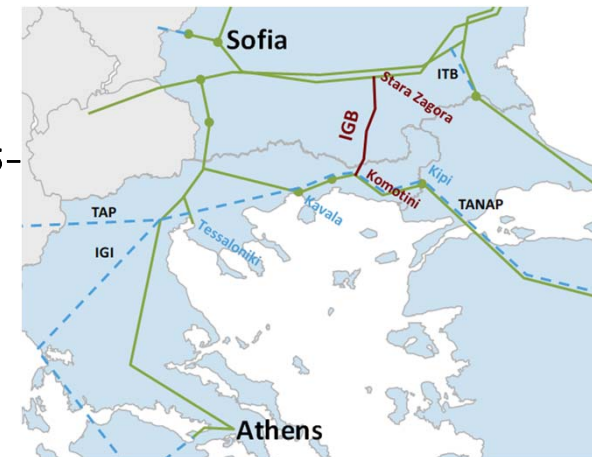 Sofia
ITB
Stara Zagora
IGB
Kipi
Komotini
Kavala
TAP
TANAP
Tessaloniki
IGI
Athens